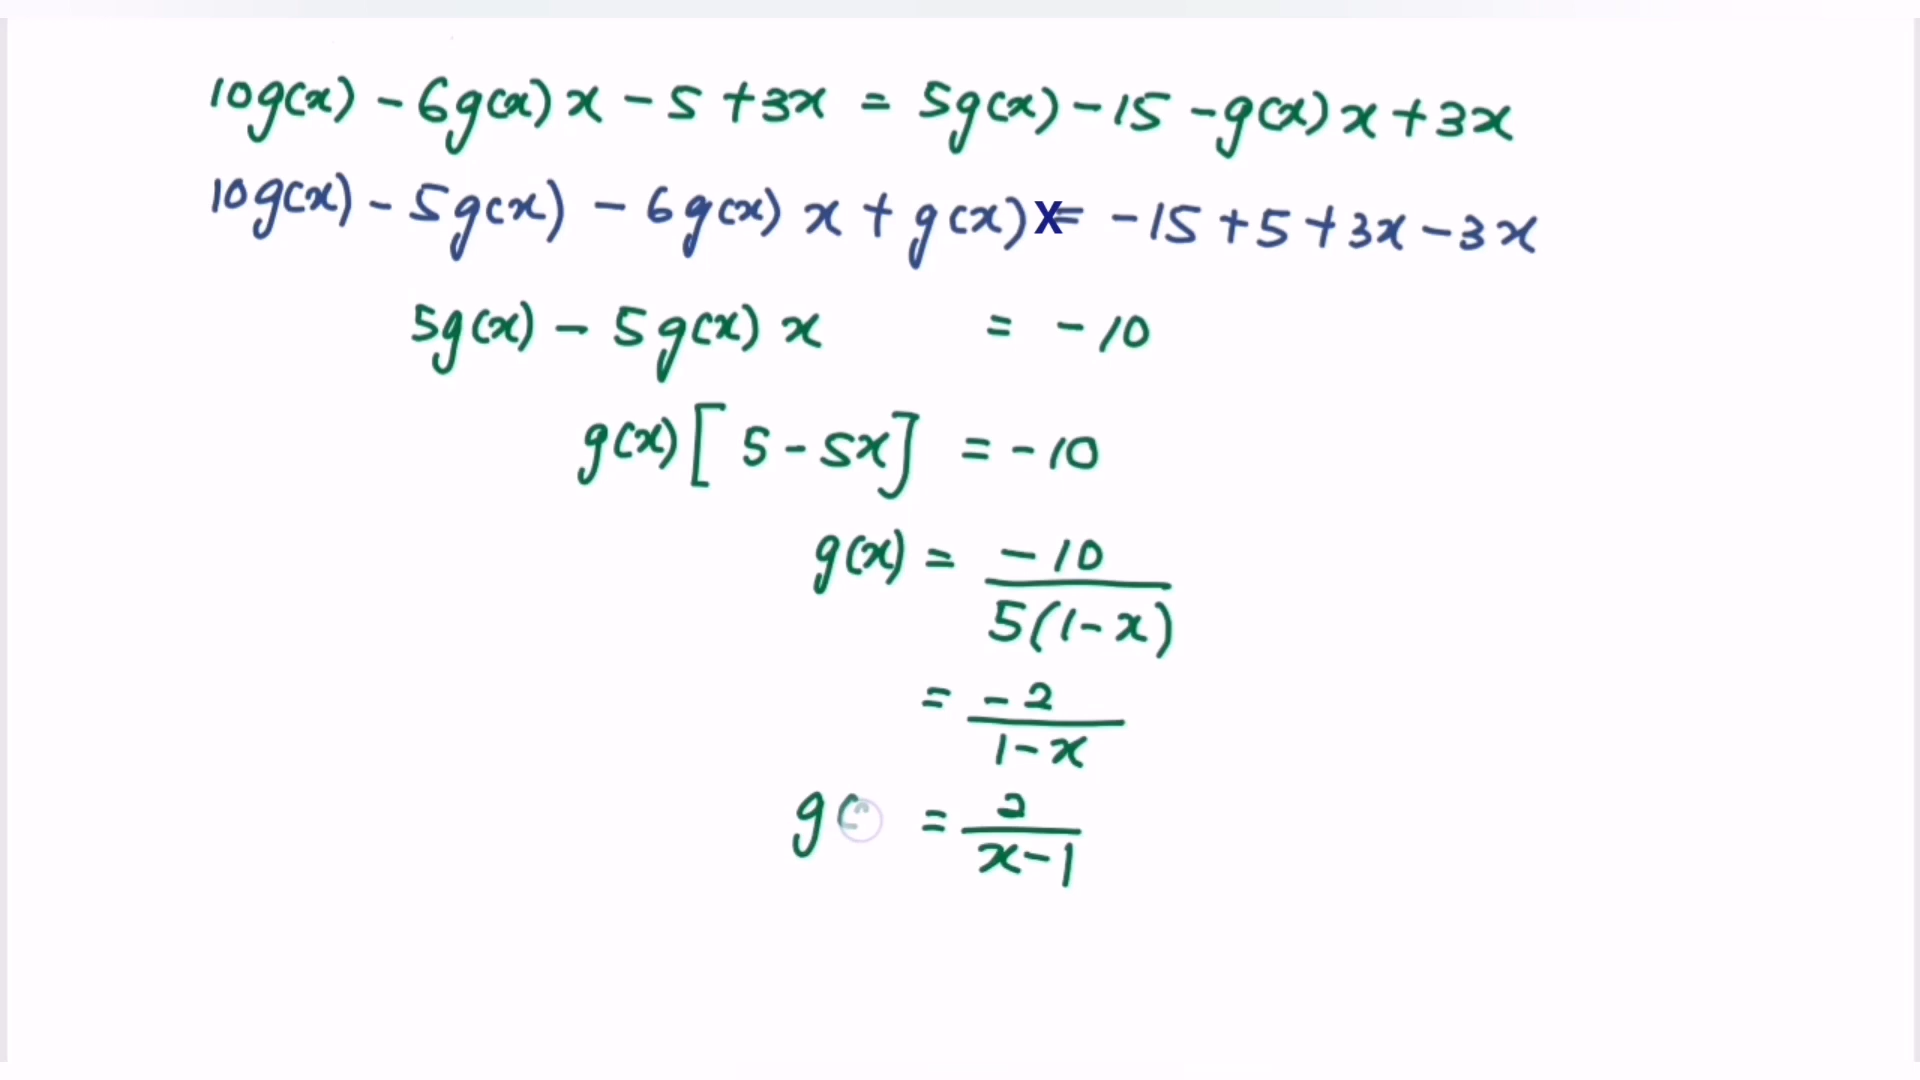 10g(x) - 6g(x)x - 5 + 3x = 5g(x) - 15 - g(x)x + 3x
10g(x) - 5g(x) - 6g(x)x + g(x)x = -15 + 5 + 3x - 3x
5g(x) - 5g(x)x = -10
g(x)[5 - 5x] = -10
g(x) = -10
5(1-x)
= -2
1-x
g( = 2
x-1